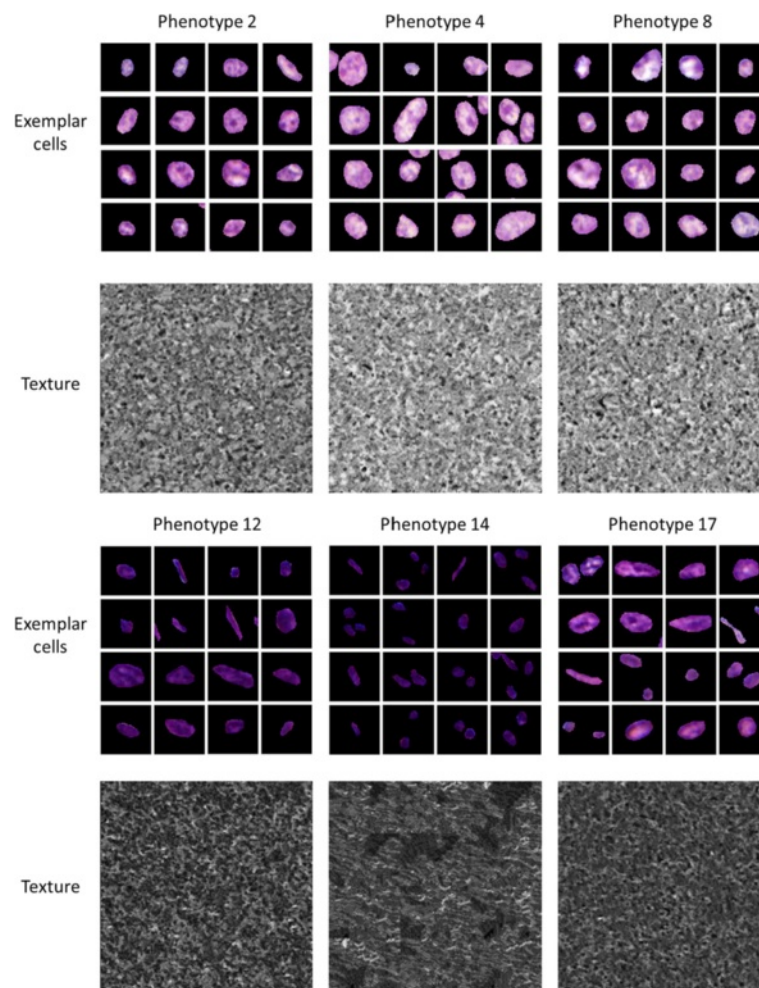 Phenotype 2
Phenotype 4
Phenotype 8
Exemplar
cells
Texture
Phenotype 12
Phenotype 14
Phenotype 17
Exemplar
cells
Texture